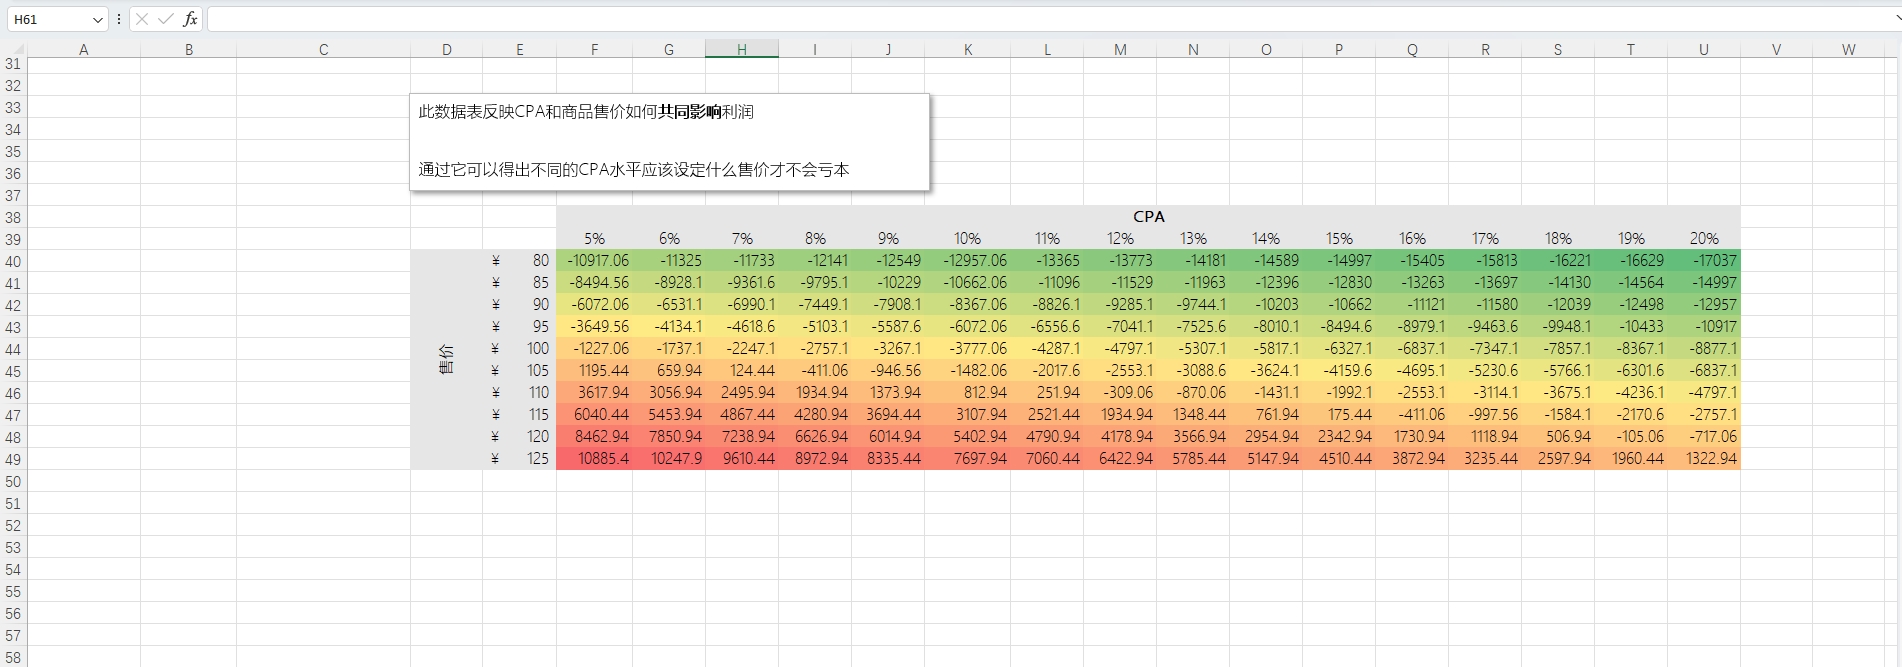 H61 fx
A B C D E F G H I J K L M N O P Q R S T U V W
31
32
33 此数据表反映CPA和商品售价如何共同影响利润
34
35
36 通过它可以得出不同的CPA水平应该设定什么售价才不会亏本
37
38 CPA
39 5% 6% 7% 8% 9% 10% 11% 12% 13% 14% 15% 16% 17% 18% 19% 20%
40 ¥ 80 -10917.06 -11325 -11733 -12141 -12549 -12957.06 -13365 -13773 -14181 -14589 -14997 -15405 -15813 -16221 -16629 -17037
41 ¥ 85 -8494.56 -8928.1 -9361.6 -9795.1 -10229 -10662.06 -11096 -11529 -11963 -12396 -12830 -13263 -13697 -14130 -14564 -14997
42 ¥ 90 -6072.06 -6531.1 -6990.1 -7449.1 -7908.1 -8367.06 -8826.1 -9285.1 -9744.1 -10203 -10662 -11121 -11580 -12039 -12498 -12957
43 ¥ 95 -3649.56 -4134.1 -4618.6 -5103.1 -5587.6 -6072.06 -6556.6 -7041.1 -7525.6 -8010.1 -8494.6 -8979.1 -9463.6 -9948.1 -10433 -10917
44 ¥ 100 -1227.06 -1737.1 -2247.1 -2757.1 -3267.1 -3777.06 -4287.1 -4797.1 -5307.1 -5817.1 -6327.1 -6837.1 -7347.1 -7857.1 -8367.1 -8877.1
售价
45 ¥ 105 1195.44 659.94 124.44 -411.06 -946.56 -1482.06 -2017.6 -2553.1 -3088.6 -3624.1 -4159.6 -4695.1 -5230.6 -5766.1 -6301.6 -6837.1
46 ¥ 110 3617.94 3056.94 2495.94 1934.94 1373.94 812.94 251.94 -309.06 -870.06 -1431.1 -1992.1 -2553.1 -3114.1 -3675.1 -4236.1 -4797.1
47 ¥ 115 6040.44 5453.94 4867.44 4280.94 3694.44 3107.94 2521.44 1934.94 1348.44 761.94 175.44 -411.06 -997.56 -1584.1 -2170.6 -2757.1
48 ¥ 120 8462.94 7850.94 7238.94 6626.94 6014.94 5402.94 4790.94 4178.94 3566.94 2954.94 2342.94 1730.94 1118.94 506.94 -105.06 -717.06
49 ¥ 125 10885.4 10247.9 9610.44 8972.94 8335.44 7697.94 7060.44 6422.94 5785.44 5147.94 4510.44 3872.94 3235.44 2597.94 1960.44 1322.94
50
51
52
53
54
55
56
57
58